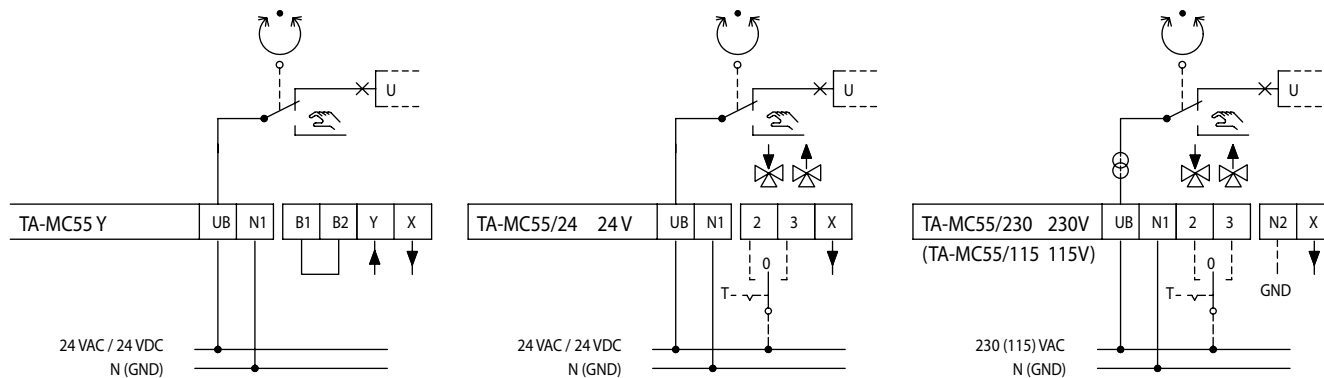 U
TA-MC55 Y
UB N1 B1 B2 Y X
24 VAC / 24 VDC
N (GND)
U
TA-MC55/24 24 V
UB N1 2 3 X
0
T
24 VAC / 24 VDC
N (GND)
U
TA-MC55/230 230V
UB N1 2 3 N2 X
(TA-MC55/115 115V)
0
T
GND
230 (115) VAC
N (GND)